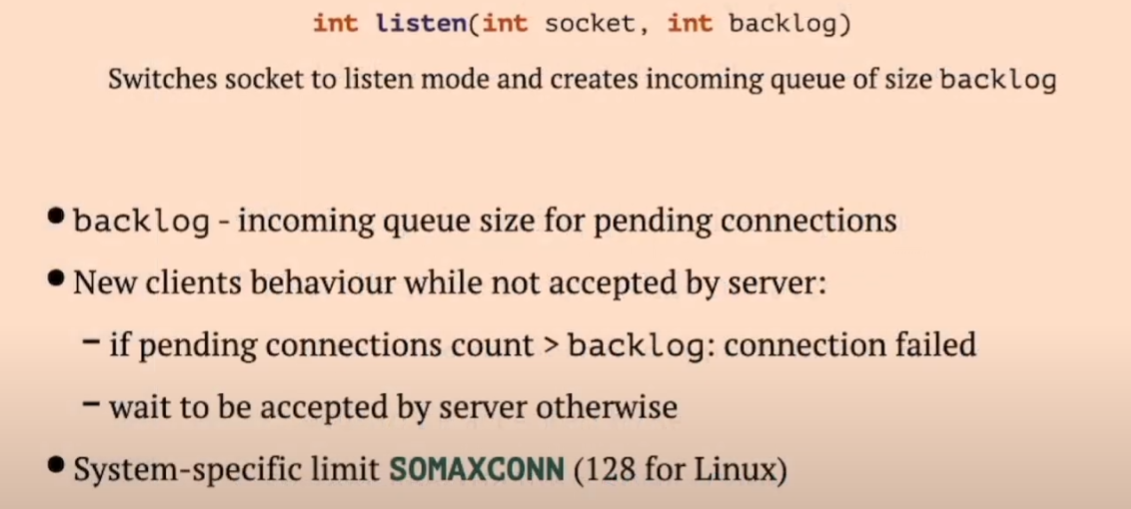 int listen(int socket, int backlog)
Switches socket to listen mode and creates incoming queue of size backlog
● backlog - incoming queue size for pending connections
● New clients behaviour while not accepted by server:
– if pending connections count > backlog: connection failed
– wait to be accepted by server otherwise
● System-specific limit SOMAXCONN (128 for Linux)